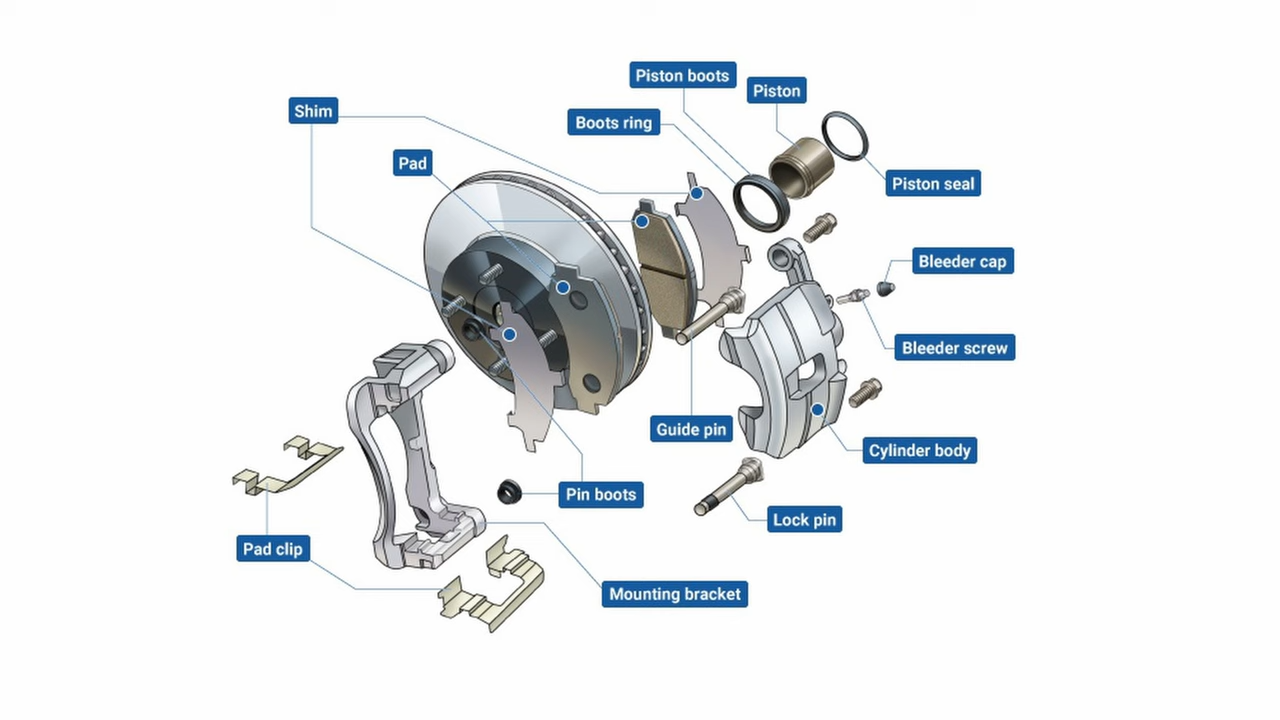 Piston boots
Piston
Shim
Boots ring
Pad
Piston seal
Bleeder cap
Bleeder screw
Guide pin
Cylinder body
Pin boots
Lock pin
Pad clip
Mounting bracket